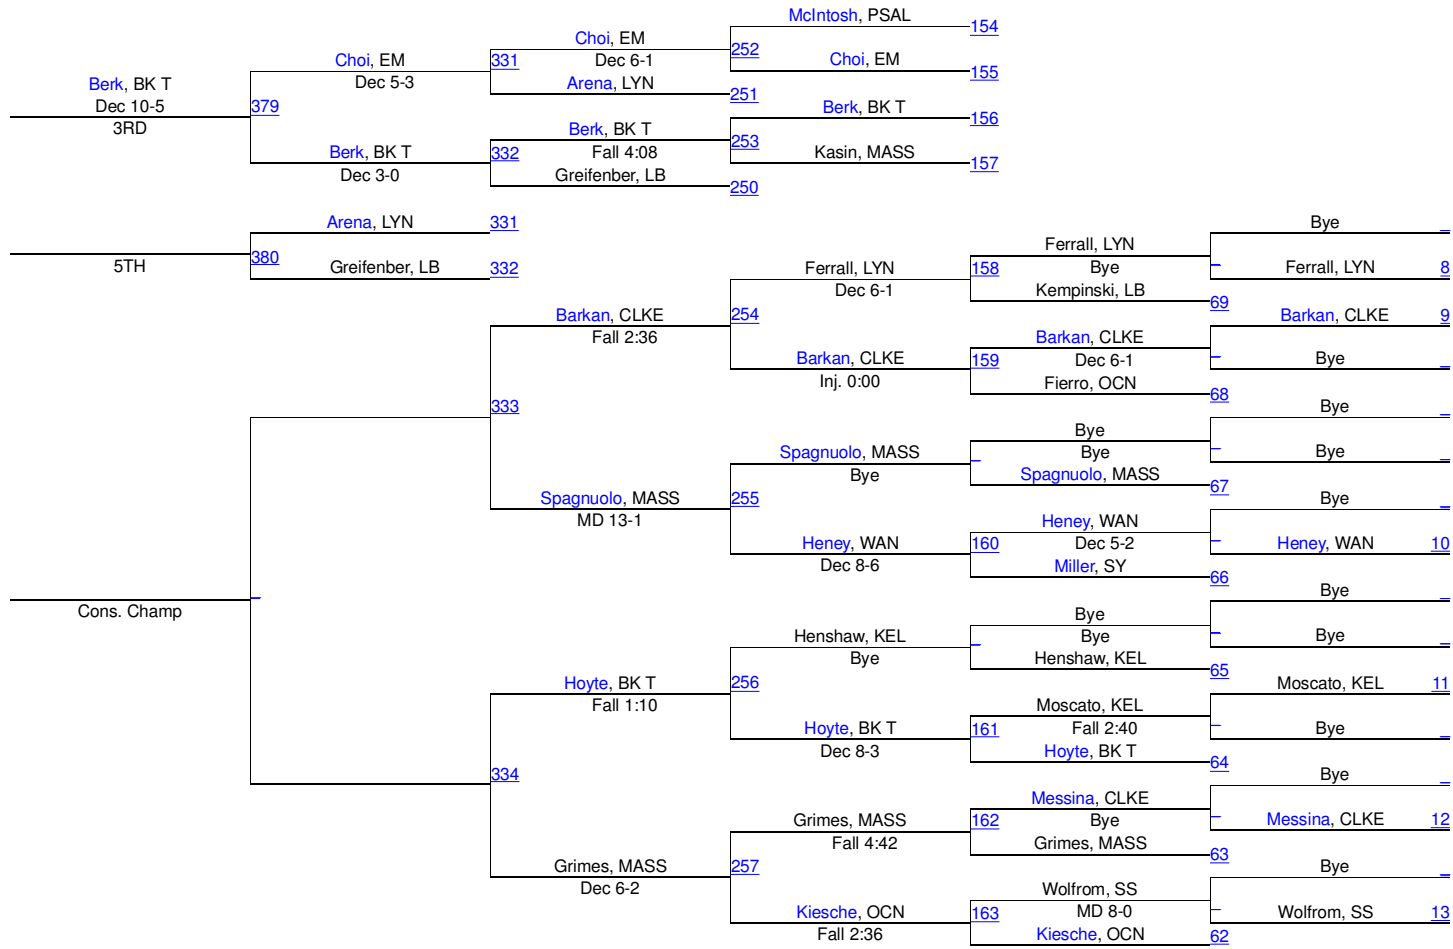 McIntosh, PSAL
154
Choi, EM
252
Choi, EM
331
Dec 6-1
Choi, EM
155
Berk, BK T
Dec 5-3
Arena, LYN
251
Dec 10-5
379
Berk, BK T
156
3RD
Berk, BK T
253
Berk, BK T
332
Fall 4:08
Kasin, MASS
157
Dec 3-0
Greifenber, LB
250
Arena, LYN
331
Bye
5TH
380
Greifenber, LB
332
Ferrall, LYN
Ferrall, LYN
158
Bye
Ferrall, LYN
8
Dec 6-1
Kempinski, LB
69
Barkan, CLKE
254
Barkan, CLKE
9
Fall 2:36
Barkan, CLKE
Barkan, CLKE
159
Dec 6-1
Bye
Inj. 0:00
Fierro, OCN
68
333
Bye
Bye
Spagnuolo, MASS
Bye
Bye
Bye
Spagnuolo, MASS
67
Spagnuolo, MASS
255
Bye
MD 13-1
Heney, WAN
Heney, WAN
160
Dec 5-2
Heney, WAN
10
Dec 8-6
Miller, SY
66
Cons. Champ
Bye
Bye
Henshaw, KEL
Bye
Bye
Bye
Henshaw, KEL
65
Hoyte, BK T
256
Moscato, KEL
11
Fall 1:10
Moscato, KEL
Hoyte, BK T
161
Fall 2:40
Bye
Dec 8-3
Hoyte, BK T
64
334
Bye
Messina, CLKE
Grimes, MASS
162
Bye
Messina, CLKE
12
Fall 4:42
Grimes, MASS
63
Grimes, MASS
257
Bye
Dec 6-2
Wolfrom, SS
Kiesche, OCN
163
MD 8-0
Wolfrom, SS
13
Fall 2:36
Kiesche, OCN
62